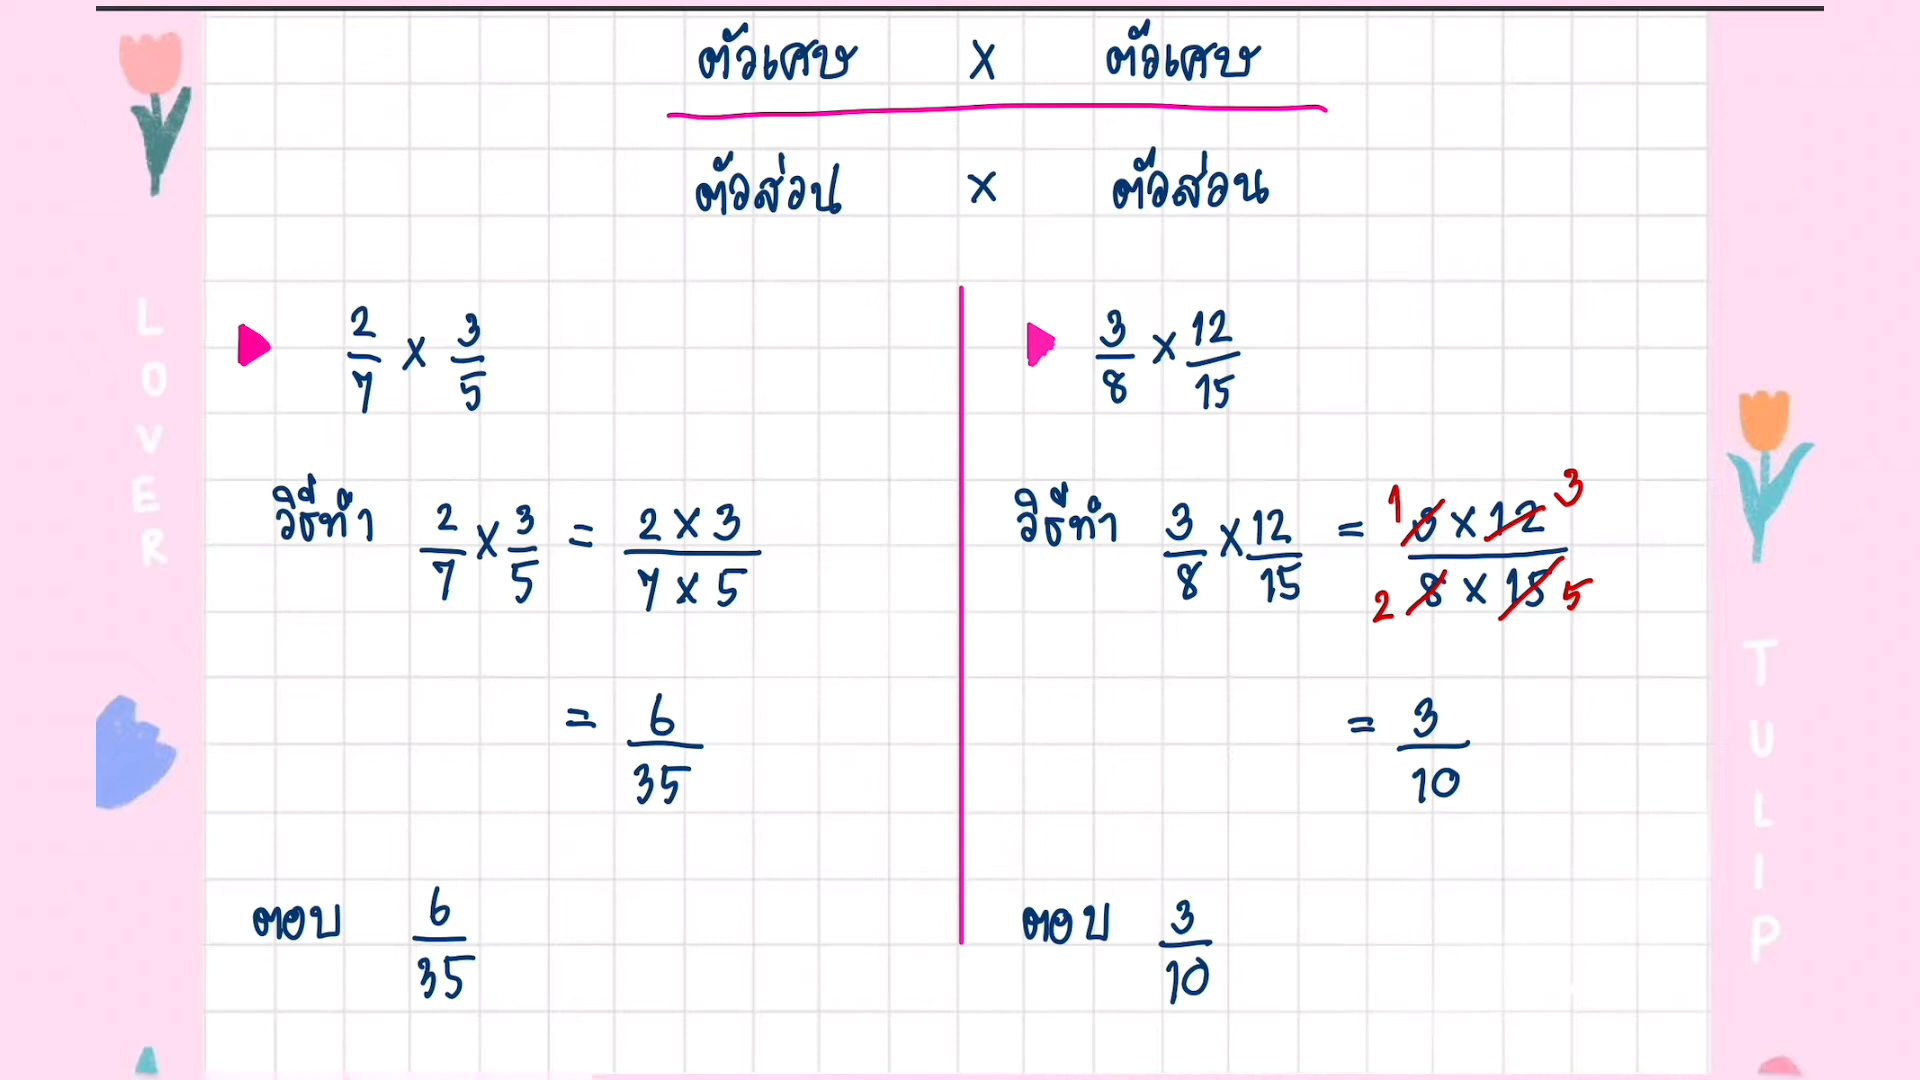 ตัวเศษ × ตัวเศษ
ตัวส่วน × ตัวส่วน
2/7 × 3/5
วิธีทำ 2/7 × 3/5 = (2 × 3)/(7 × 5)
= 6/35
ตอบ 6/35
3/8 × 12/15
วิธีทำ 3/8 × 12/15 = (3 × 12)/(8 × 15)
1 3
2 5
= 3/10
ตอบ 3/10
LOVER
TULIP